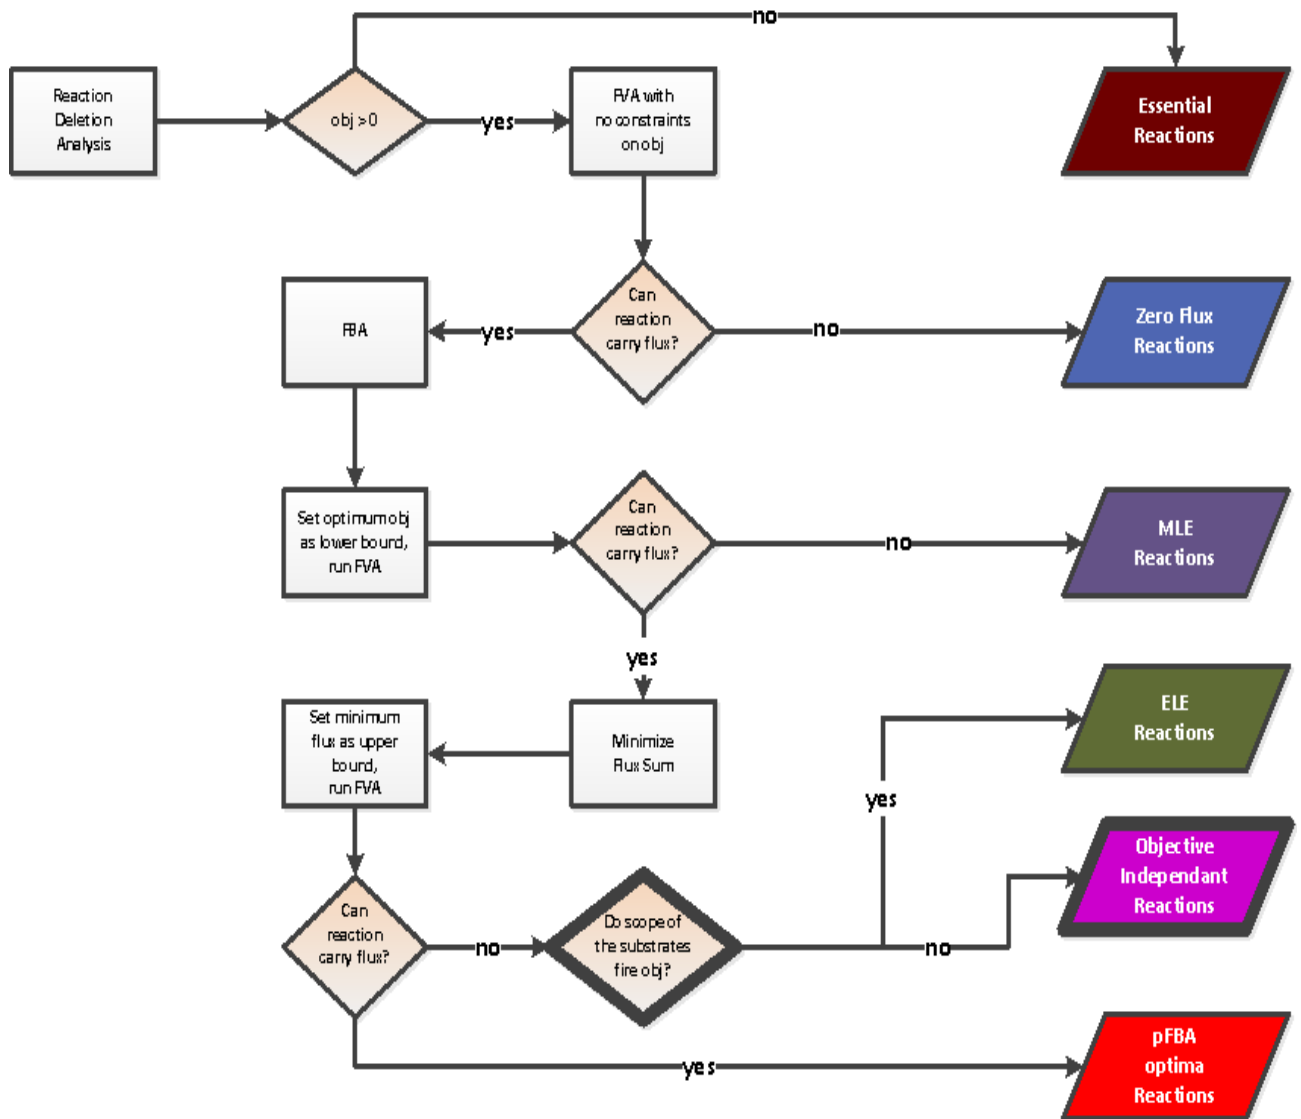 no
Reaction
Deletion
Analysis
obj >0
yes
FVA with
no constraints
on obj
Essential
Reactions
Can
reaction
carry flux?
yes
FBA
no
Zero Flux
Reactions
Set optimum obj
as lower bound,
run FVA
Can
reaction
carry flux?
no
MLE
Reactions
yes
Set minimum
flux as upper
bound,
run FVA
Minimize
Flux Sum
ELE
Reactions
yes
Objective
Independant
Reactions
Can
reaction
carry flux?
no
Do scope of
the substrates
fire obj?
no
pFBA
optima
Reactions
yes